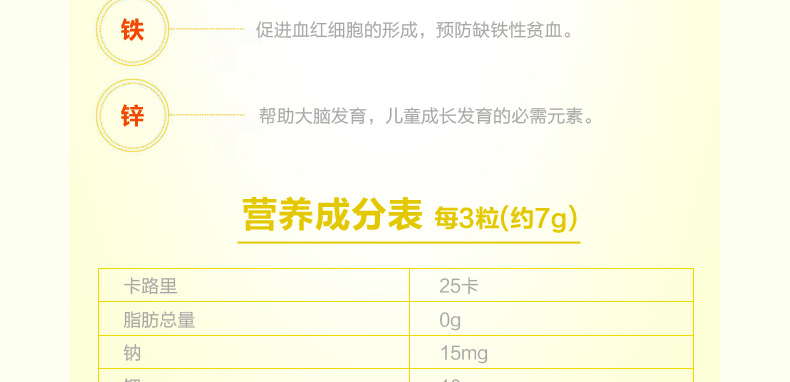 铁
促进血红细胞的形成，预防缺铁性贫血。
锌
帮助大脑发育，儿童成长发育的必需元素。
营养成分表 每3粒(约7g)
卡路里 25卡
脂肪总量 0g
钠 15mg